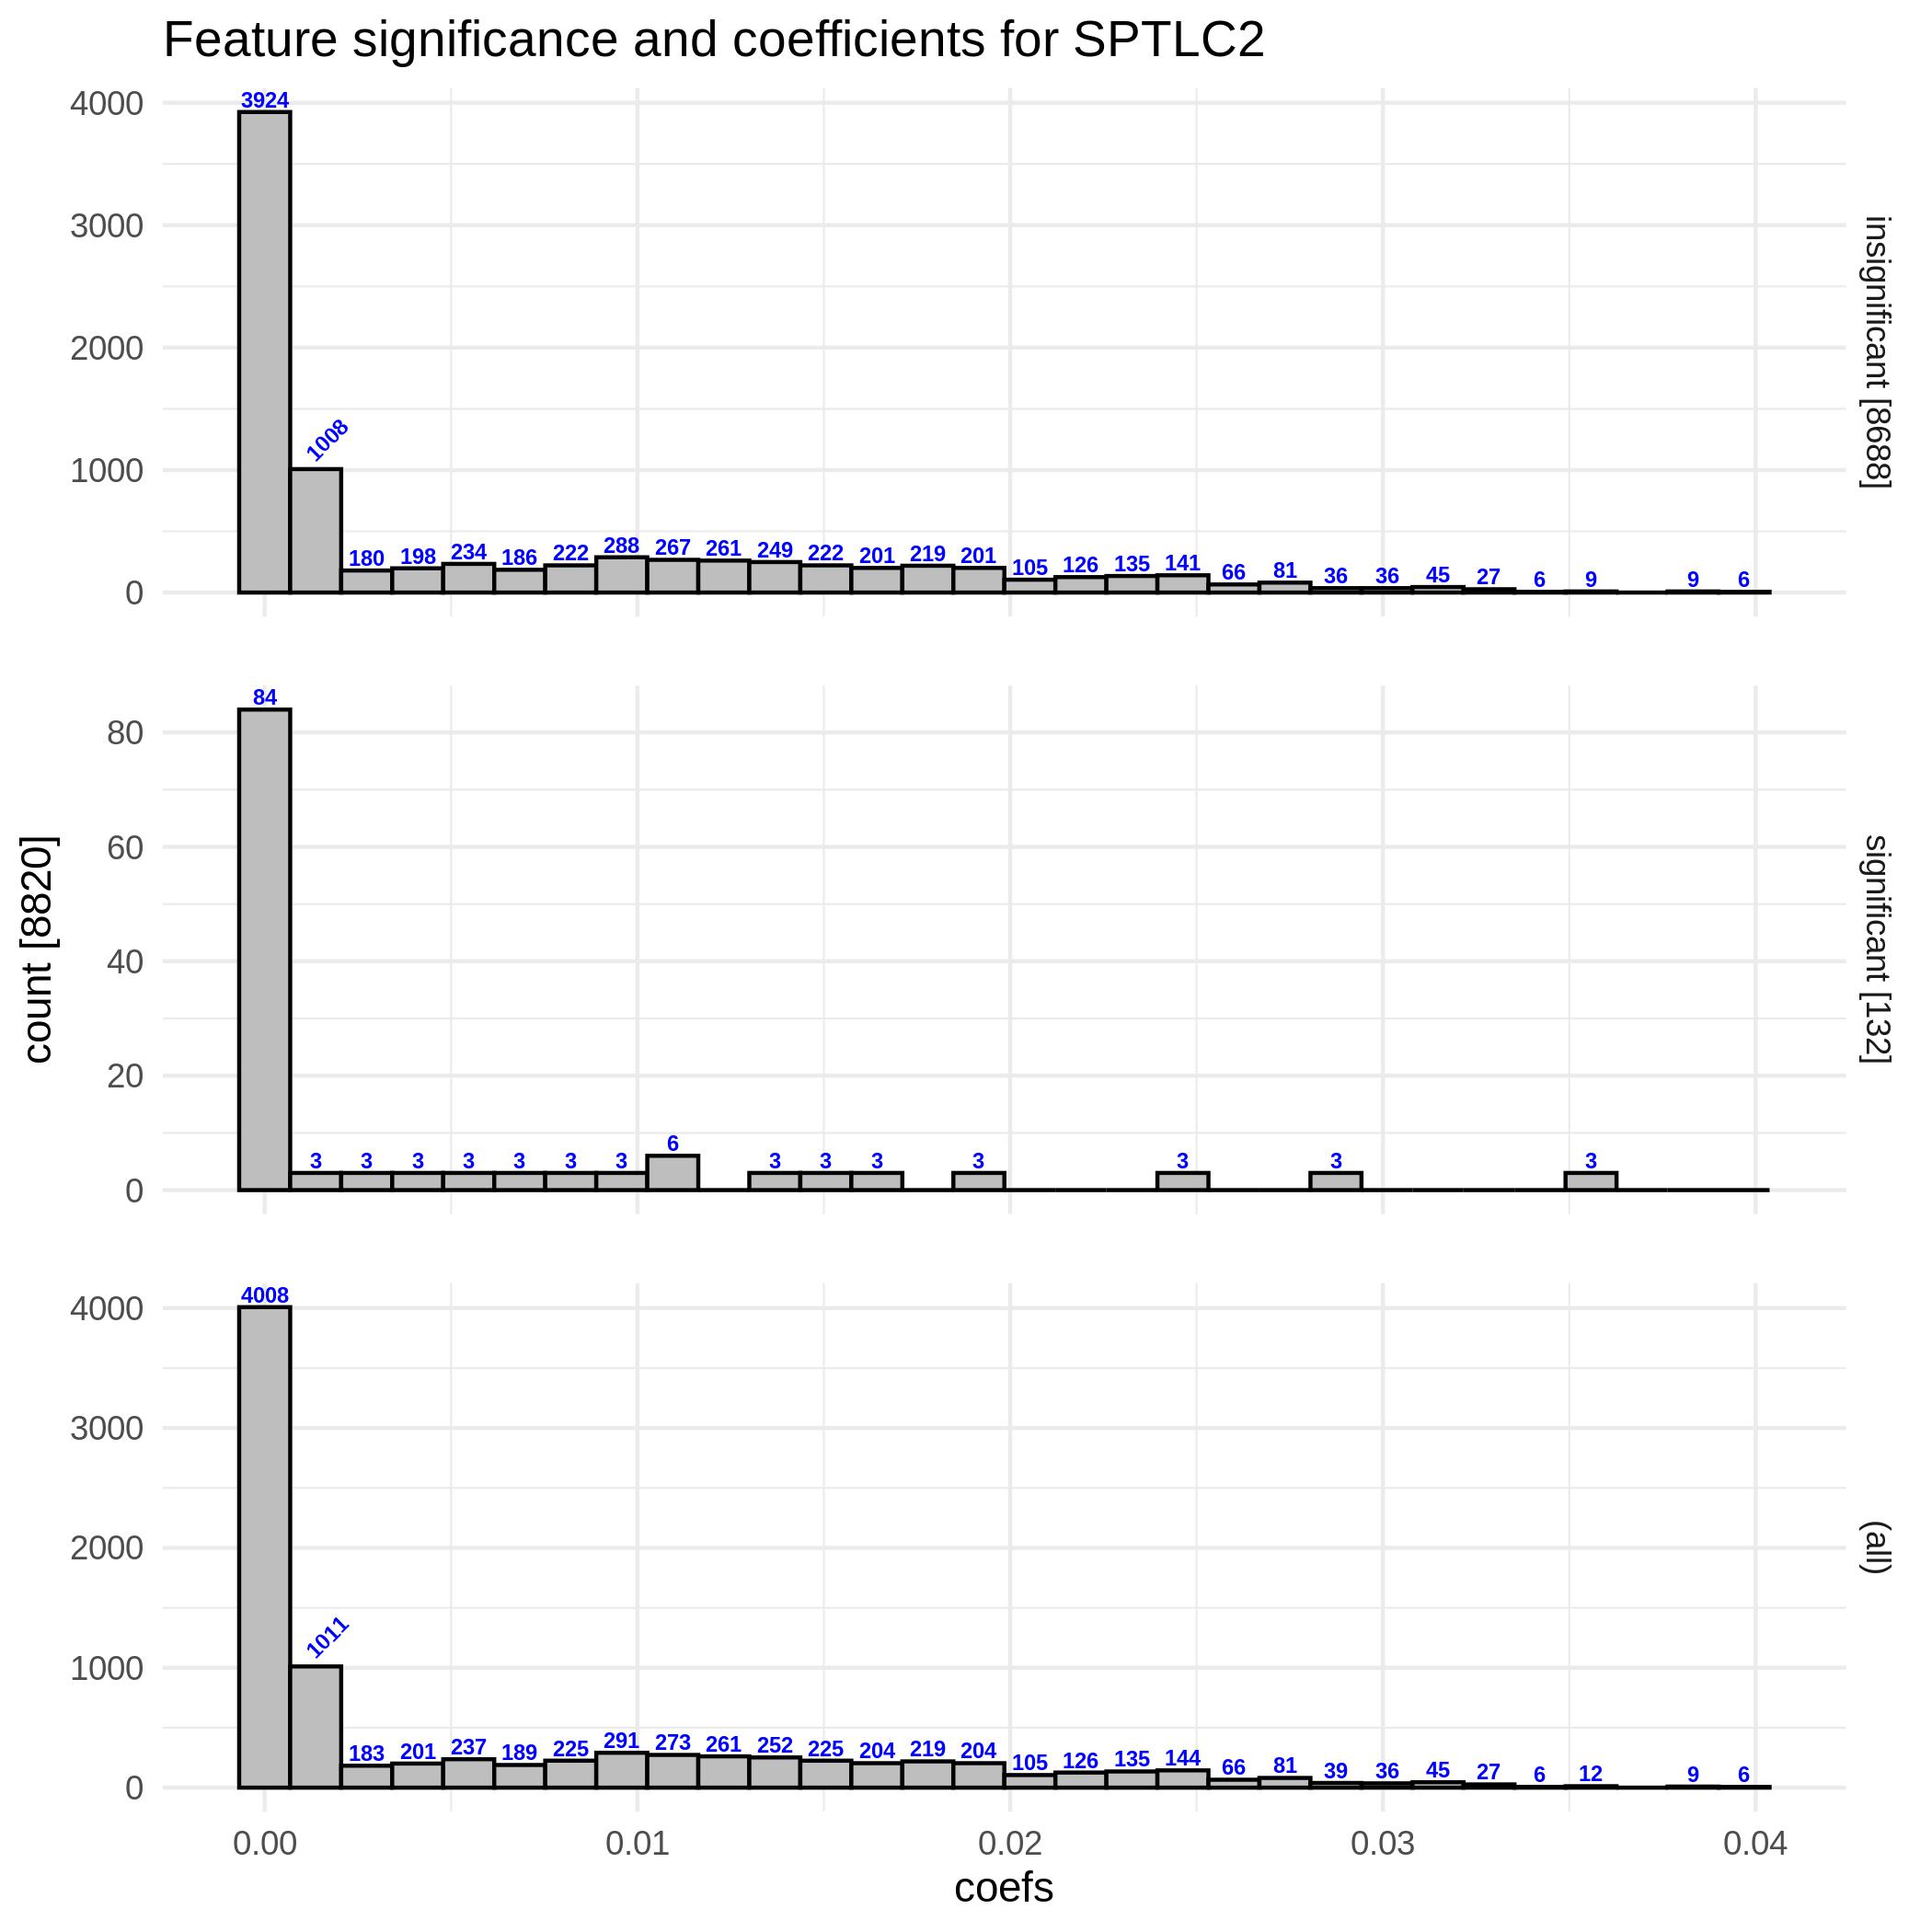 Feature significance and coefficients for SPTLC2
count [8820]
4000
3000
2000
1000
0
3924
1008
180 198 234 186 222 288 267 261 249 222 201 219 201 105 126 135 141 66 81 36 36 45 27 6 9 9 6
insignificant [8688]
80
60
40
20
0
84
3 3 3 3 3 3 3 6 3 3 3 3 3 3 3
significant [132]
4000
3000
2000
1000
0
4008
1011
183 201 237 189 225 291 273 261 252 225 204 219 204 105 126 135 144 66 81 39 36 45 27 6 12 9 6
(all)
0.00 0.01 0.02 0.03 0.04
coefs